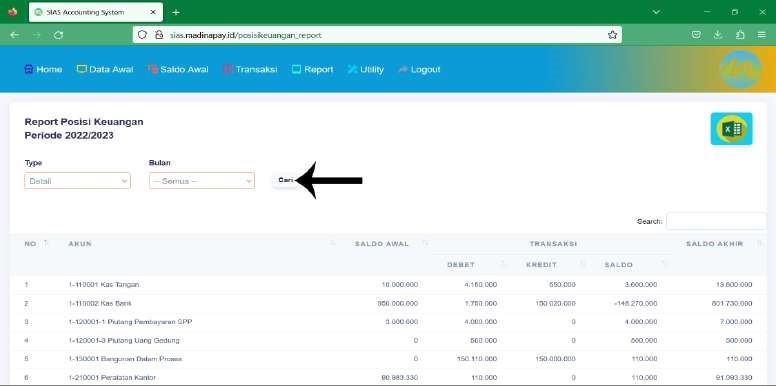 SIAS Accounting System
sias.madinapay.id/posisikeuangan_report
Home Data Awal Saldo Awal Transaksi Report Utility Logout
Report Posisi Keuangan
Periode 2022/2023
Type Bulan
Detail -- Semua -- Cari
Search:
NO AKUN SALDO AWAL TRANSAKSI SALDO AKHIR
DEBET KREDIT SALDO
1 1-110001 Kas Tangan 10.000.000 4.150.000 550.000 3.600.000 13.600.000
2 1-110002 Kas Bank 950.000.000 1.750.000 150.020.000 -148.270.000 801.730.000
3 1-120001-1 Piutang Pembayaran SPP 3.000.000 4.000.000 0 4.000.000 7.000.000
4 1-120001-3 Piutang Uang Gedung 0 500.000 0 500.000 500.000
5 1-130001 Bangunan Dalam Proses 0 150.110.000 150.000.000 110.000 110.000
6 1-210001 Peralatan Kantor 90.983.330 110.000 0 110.000 91.093.330